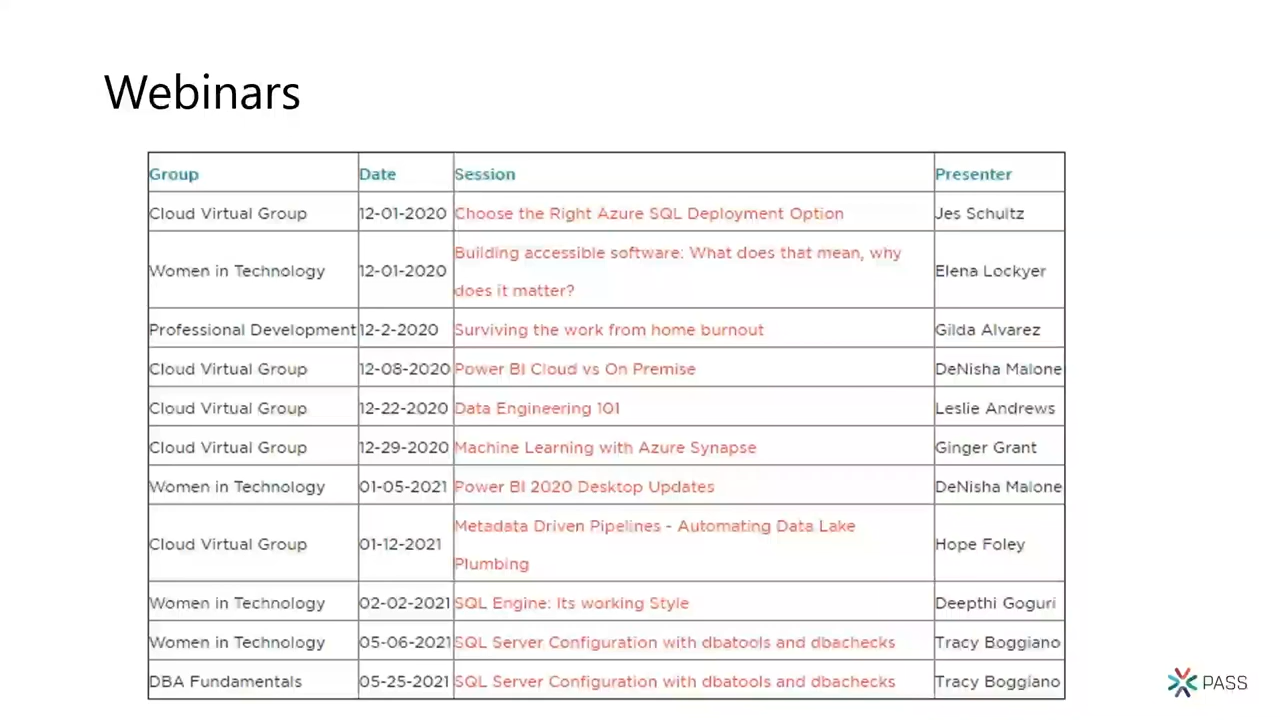 Webinars
Group Date Session Presenter
Cloud Virtual Group 12-01-2020 Choose the Right Azure SQL Deployment Option Jes Schultz
Women in Technology 12-01-2020 Building accessible software: What does that mean, why
does it matter? Elena Lockyer
Professional Development 12-2-2020 Surviving the work from home burnout Gilda Alvarez
Cloud Virtual Group 12-08-2020 Power BI Cloud vs On Premise DeNisha Malone
Cloud Virtual Group 12-22-2020 Data Engineering 101 Leslie Andrews
Cloud Virtual Group 12-29-2020 Machine Learning with Azure Synapse Ginger Grant
Women in Technology 01-05-2021 Power BI 2020 Desktop Updates DeNisha Malone
Cloud Virtual Group 01-12-2021 Metadata Driven Pipelines - Automating Data Lake
Plumbing Hope Foley
Women in Technology 02-02-2021 SQL Engine: Its working Style Deepthi Goguri
Women in Technology 05-06-2021 SQL Server Configuration with dbatools and dbachecks Tracy Boggiano
DBA Fundamentals 05-25-2021 SQL Server Configuration with dbatools and dbachecks Tracy Boggiano
PASS